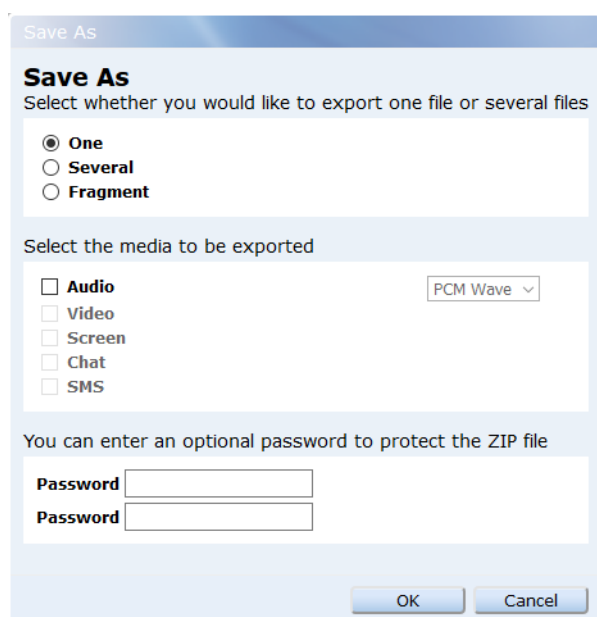 Save As
Save As
Select whether you would like to export one file or several files
One
Several
Fragment
Select the media to be exported
Audio PCM Wave
Video
Screen
Chat
SMS
You can enter an optional password to protect the ZIP file
Password
Password
OK Cancel